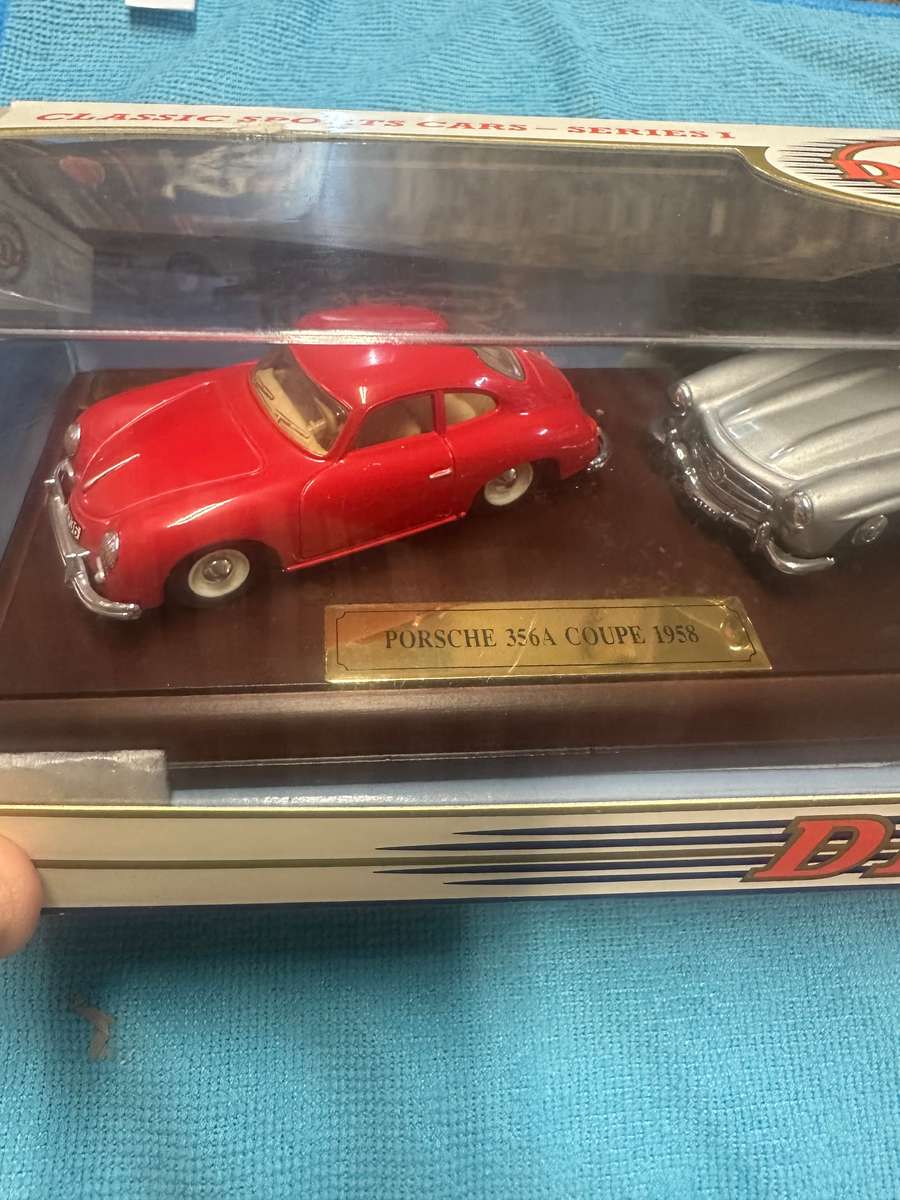 CLASSIC SPORTS CARS – SERIES 1
PORSCHE 356A COUPE 1958